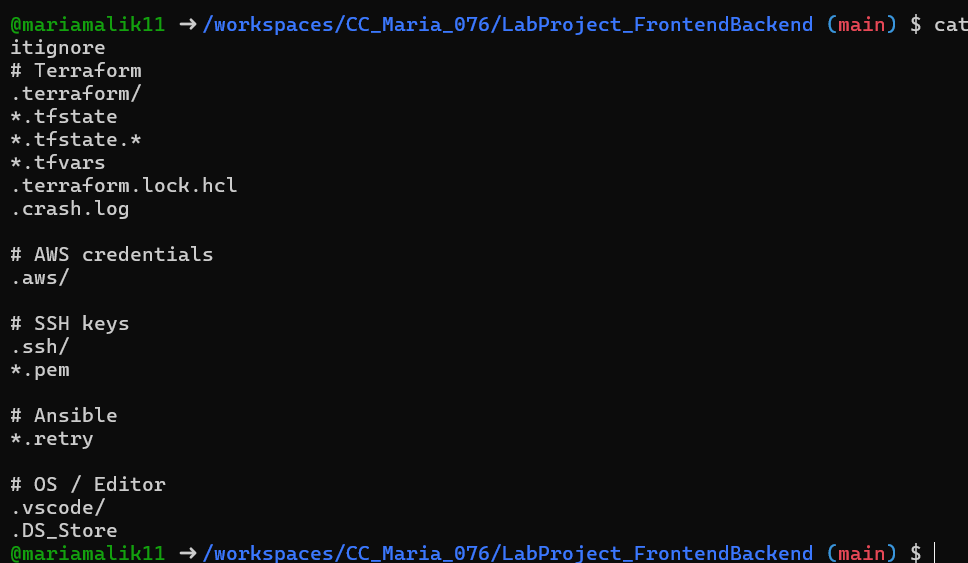 @mariamalik11 ➜ /workspaces/CC_Maria_076/LabProject_FrontendBackend (main) $ cat
itignore
# Terraform
.terraform/
*.tfstate
*.tfstate.*
*.tfvars
.terraform.lock.hcl
.crash.log

# AWS credentials
.aws/

# SSH keys
.ssh/
*.pem

# Ansible
*.retry

# OS / Editor
.vscode/
.DS_Store
@mariamalik11 ➜ /workspaces/CC_Maria_076/LabProject_FrontendBackend (main) $